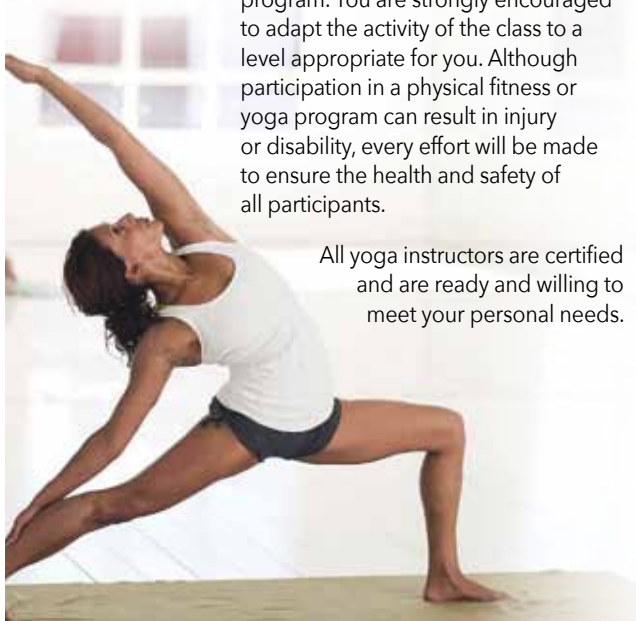 program. You are strongly encouraged
to adapt the activity of the class to a
level appropriate for you. Although
participation in a physical fitness or
yoga program can result in injury
or disability, every effort will be made
to ensure the health and safety of
all participants.
All yoga instructors are certified
and are ready and willing to
meet your personal needs.